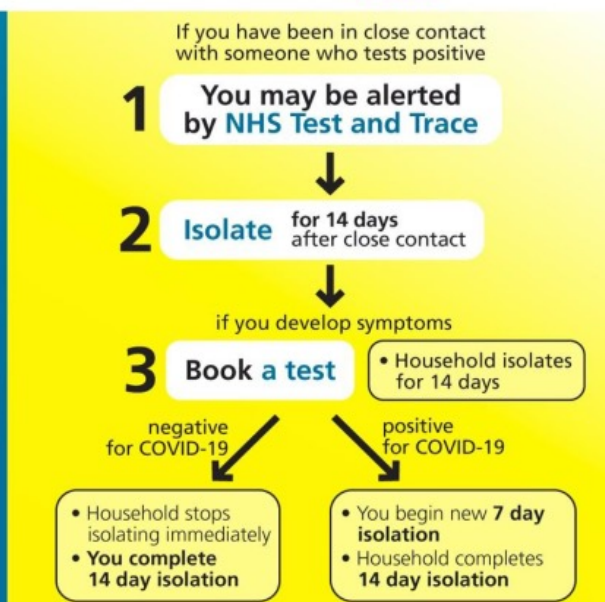 If you have been in close contact
with someone who tests positive
1
You may be alerted
by NHS Test and Trace
2
Isolate for 14 days
after close contact
if you develop symptoms
3
Book a test
• Household isolates
for 14 days
negative
for COVID-19
positive
for COVID-19
• Household stops
isolating immediately
• You complete
14 day isolation
• You begin new 7 day
isolation
• Household completes
14 day isolation